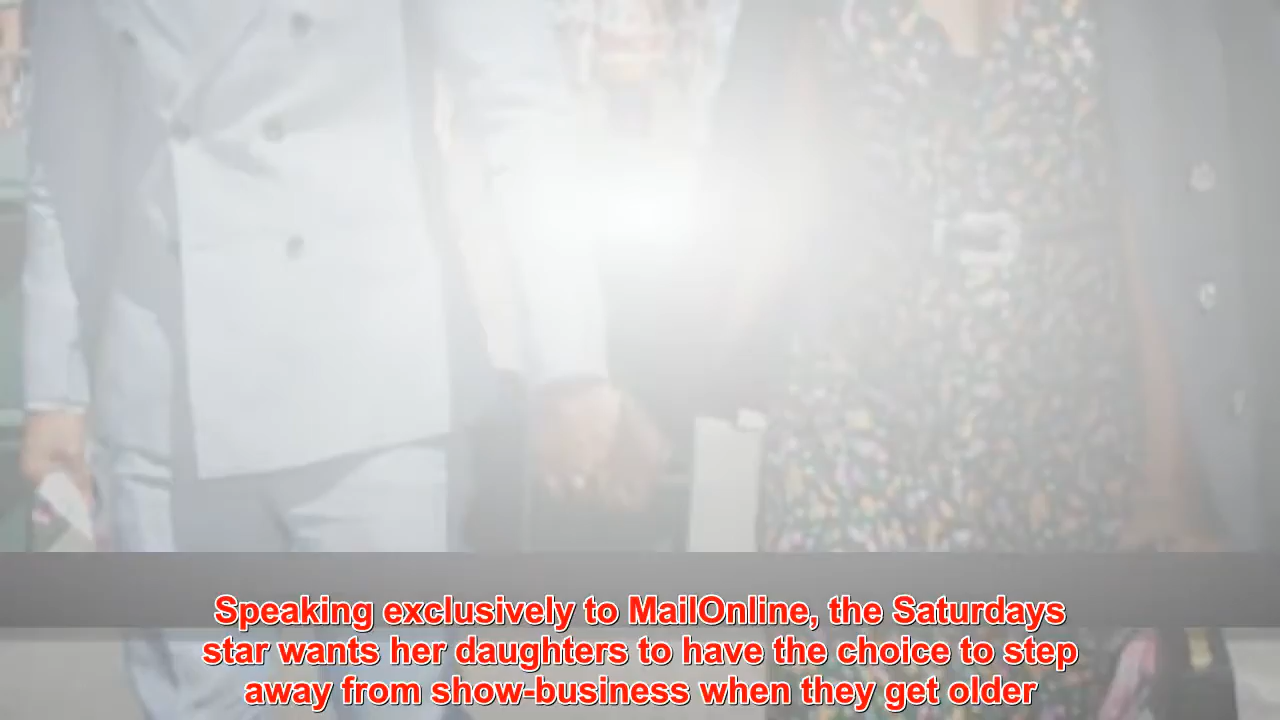 Speaking exclusively to MailOnline, the Saturdays
star wants her daughters to have the choice to step
away from show-business when they get older